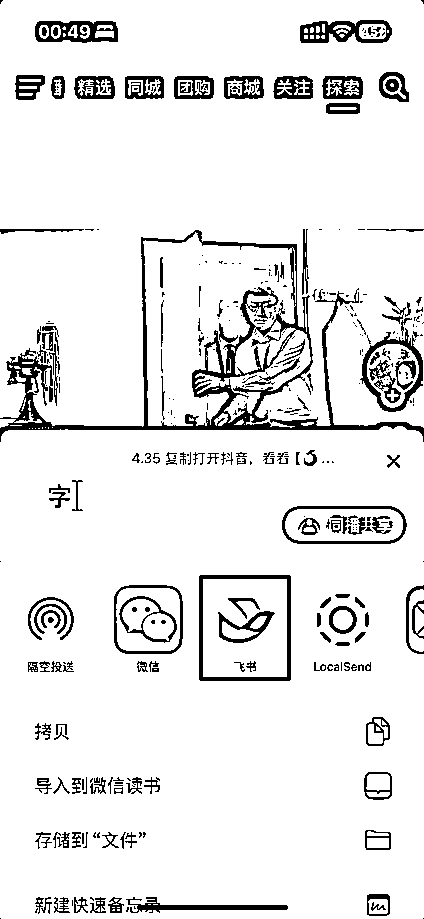 00:49
精选 同城 团购 商城 关注 探索
4.35 复制打开抖音，看看【 ...
字
同播共享
隔空投送 微信 飞书 LocalSend
拷贝
导入到微信读书
存储到“文件”
新建快速备忘录